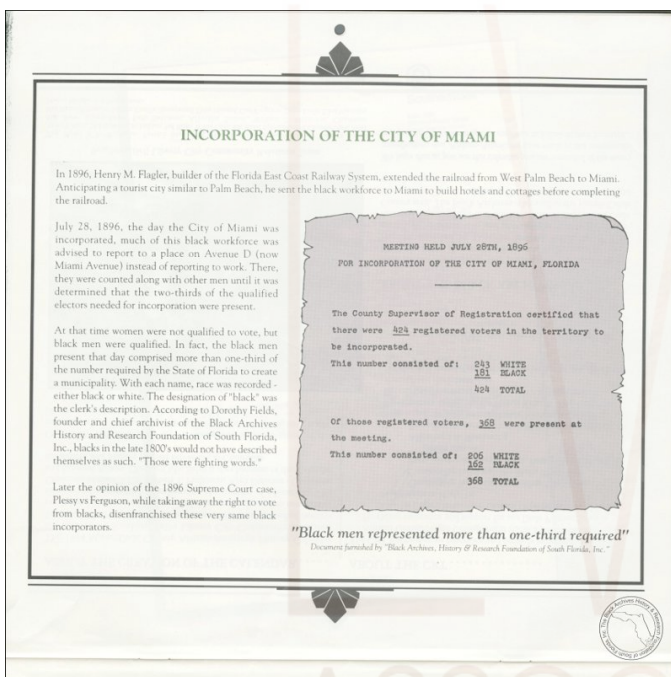 INCORPORATION OF THE CITY OF MIAMI
In 1896, Henry M. Flagler, builder of the Florida East Coast Railway System, extended the railroad from West Palm Beach to Miami.
Anticipating a tourist city similar to Palm Beach, he sent the black workforce to Miami to build hotels and cottages before completing
the railroad.
July 28, 1896, the day the City of Miami was
incorporated, much of this black workforce was
advised to report to a place on Avenue D (now
Miami Avenue) instead of reporting to work. There,
they were counted along with other men until it was
determined that the two-thirds of the qualified
electors needed for incorporation were present.
At that time women were not qualified to vote, but
black men were qualified. In fact, the black men
present that day comprised more than one-third of
the number required by the State of Florida to create
a municipality. With each name, race was recorded -
either black or white. The designation of "black" was
the clerk's description. According to Dorothy Fields,
founder and chief archivist of the Black Archives
History and Research Foundation of South Florida,
Inc., blacks in the late 1800's would not have described
themselves as such. "Those were fighting words."
Later the opinion of the 1896 Supreme Court case,
Plessy vs Ferguson, while taking away the right to vote
from blacks, disenfranchised these very same black
incorporators.
MEETING HELD JULY 28TH, 1896
FOR INCORPORATION OF THE CITY OF MIAMI, FLORIDA
The County Supervisor of Registration certified that
there were 424 registered voters in the territory to
be incorporated.
This number consisted of: 243 WHITE
181 BLACK
424 TOTAL
Of those registered voters, 368 were present at
the meeting.
This number consisted of: 206 WHITE
162 BLACK
368 TOTAL
"Black men represented more than one-third required"
Document furnished by "Black Archives, History & Research Foundation of South Florida, Inc."
The Black Archives History & Research Foundation of South Florida, Inc.